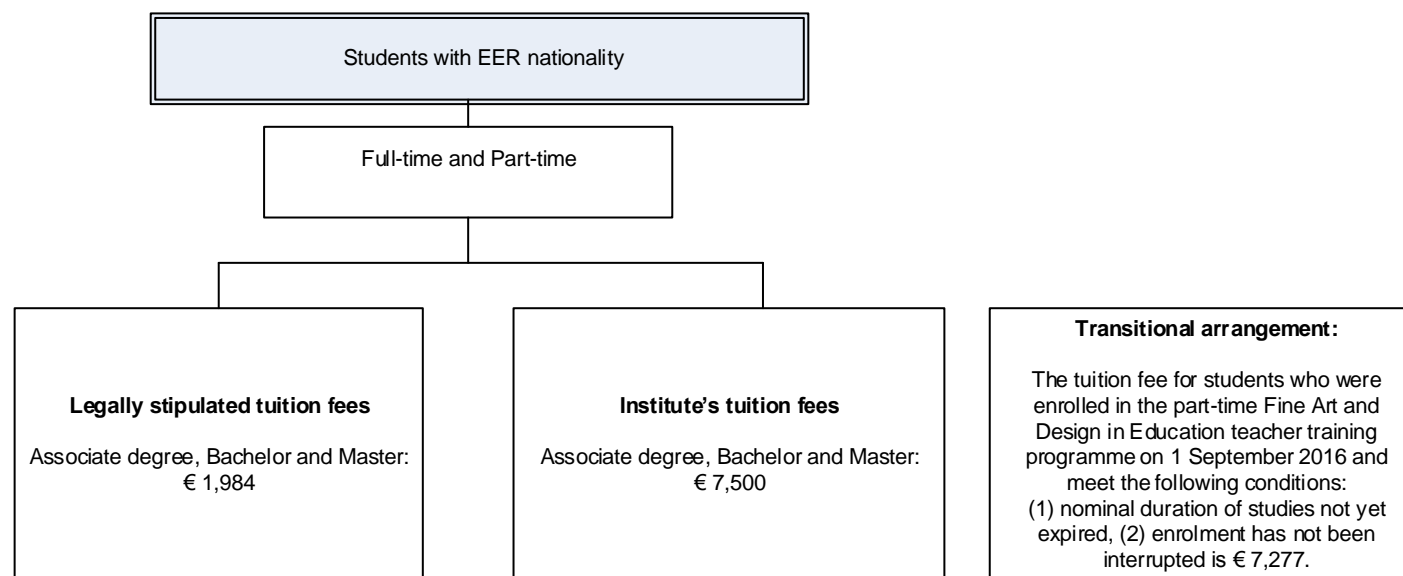 Students with EER nationality
Full-time and Part-time
Legally stipulated tuition fees
Associate degree, Bachelor and Master:
€ 1,984
Institute's tuition fees
Associate degree, Bachelor and Master:
€ 7,500
Transitional arrangement:
The tuition fee for students who were
enrolled in the part-time Fine Art and
Design in Education teacher training
programme on 1 September 2016 and
meet the following conditions:
(1) nominal duration of studies not yet
expired, (2) enrolment has not been
interrupted is € 7,277.